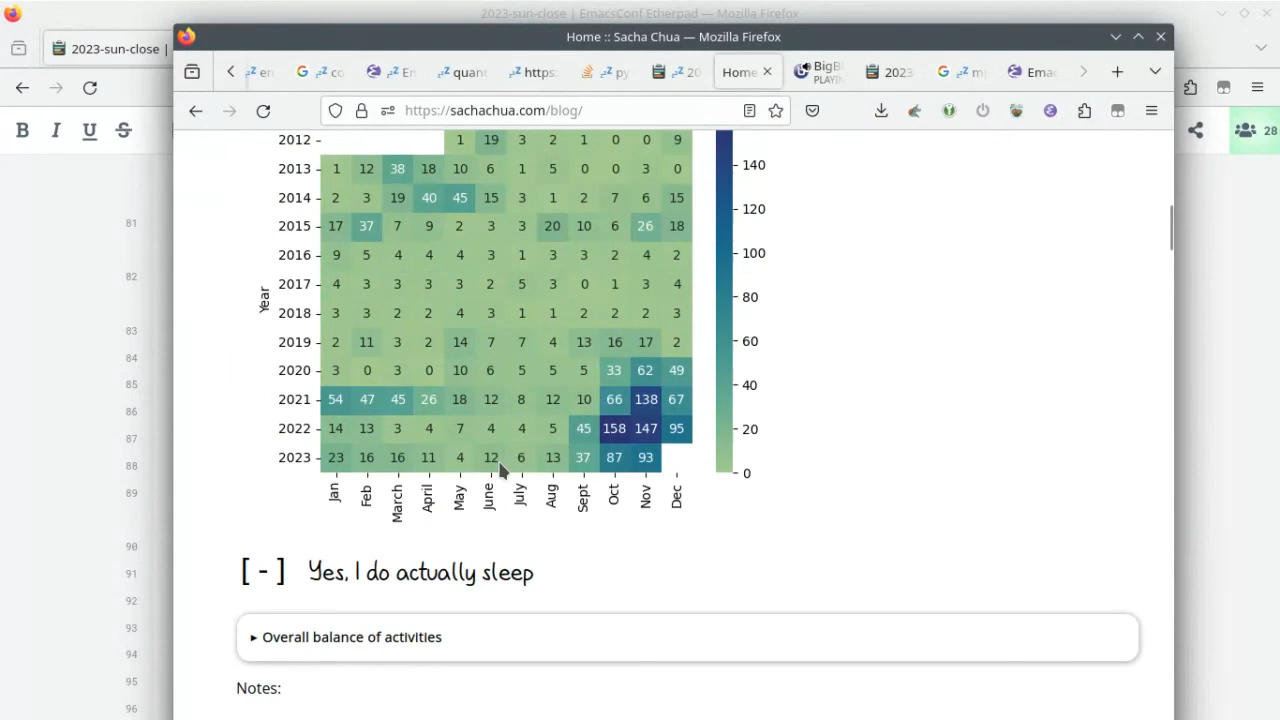 2023-sun-close | EmacsConf Etherpad — Mozilla Firefox
2023-sun-close |
Home :: Sacha Chua — Mozilla Firefox
en
co
En
quant
https:
py
20
Home
BigB
PLAYIN
2023
m
Emac
https://sachachua.com/blog/
B I U S
28
2012 1 19 3 2 1 0 0 9
2013 1 12 38 18 10 6 1 5 0 0 3 0
2014 2 3 19 40 45 15 3 1 2 7 6 15
2015 17 37 7 9 2 3 3 20 10 6 26 18
2016 9 5 4 4 4 3 1 3 3 2 4 2
2017 4 3 3 3 3 2 5 3 0 1 3 4
2018 3 3 2 2 4 3 1 1 2 2 2 3
2019 2 11 3 2 14 7 7 4 13 16 17 2
2020 3 0 3 0 10 6 5 5 5 33 62 49
2021 54 47 45 26 18 12 8 12 10 66 138 67
2022 14 13 3 4 7 4 4 5 45 158 147 95
2023 23 16 16 11 4 12 6 13 37 87 93
Year
Jan Feb March April May June July Aug Sept Oct Nov Dec
140
120
100
80
60
40
20
0
[ - ] Yes, I do actually sleep
▸ Overall balance of activities
Notes:
81
82
83
84
85
86
87
88
89
90
91
92
93
94
95
96